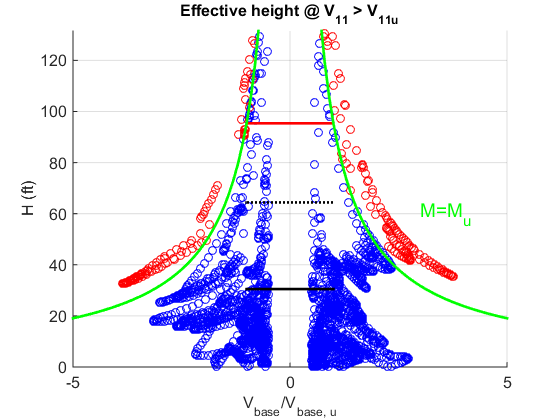 Effective height @ V11 > V11u
H (ft)
120
100
80
60
40
20
0
M=Mu
-5 0 5
Vbase/Vbase, u